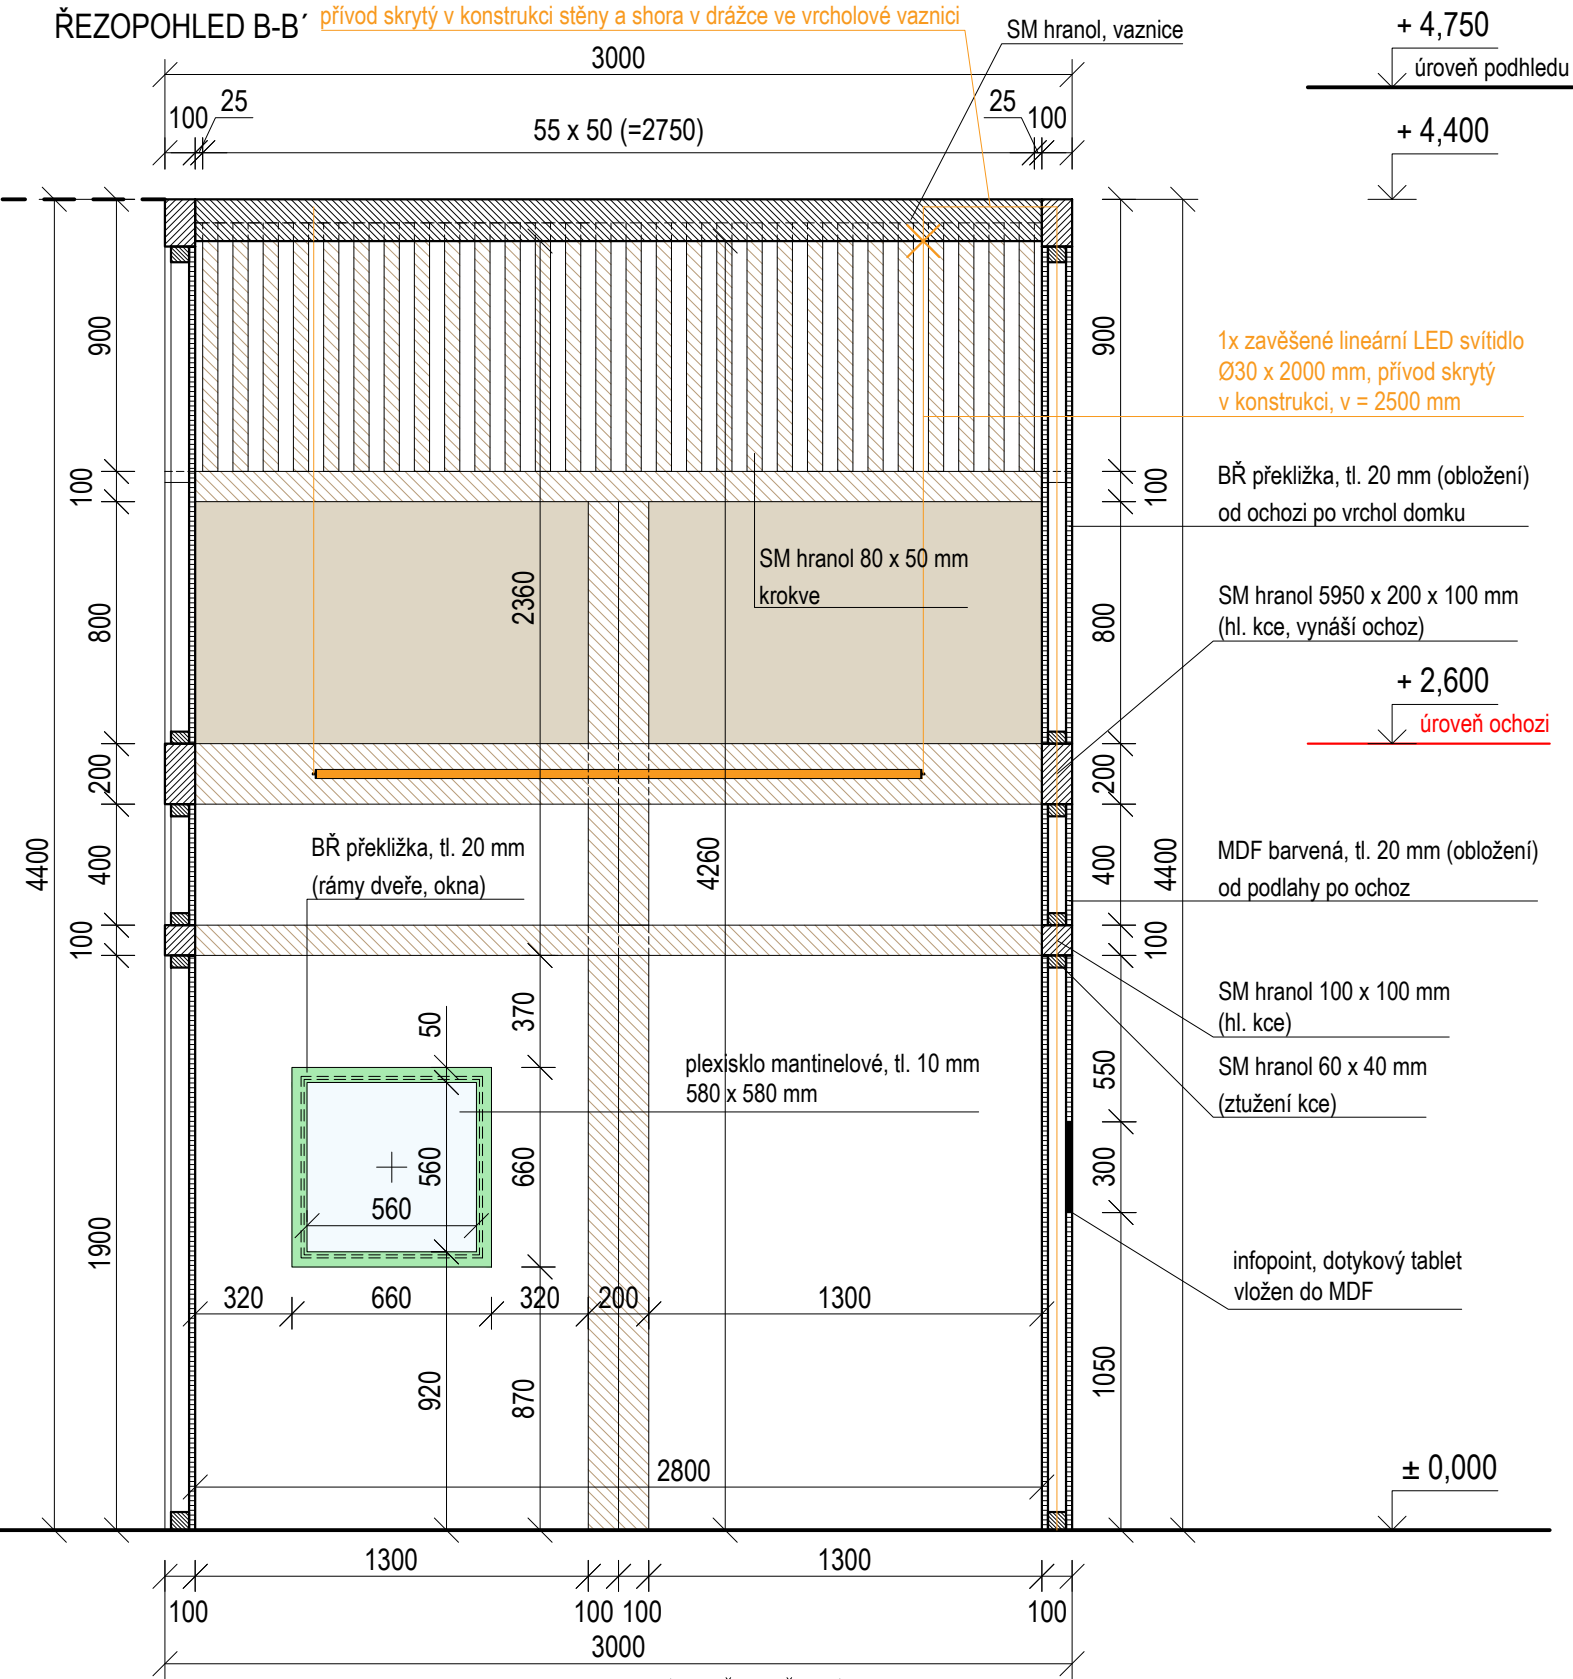 ŘEZOPOHLED B-B´
přívod skrytý v konstrukci stěny a shora v drážce ve vrcholové vaznici
SM hranol, vaznice
+ 4,750
úroveň podhledu
3000
100
25
55 x 50 (=2750)
25
100
+ 4,400
900
900
1x zavěšené lineární LED svítidlo
Ø30 x 2000 mm, přívod skrytý
v konstrukci, v = 2500 mm
100
100
BŘ překližka, tl. 20 mm (obložení)
od ochozi po vrchol domku
SM hranol 80 x 50 mm
krokve
2360
800
800
SM hranol 5950 x 200 x 100 mm
(hl. kce, vynáší ochoz)
+ 2,600
úroveň ochozi
200
200
4400
400
BŘ překližka, tl. 20 mm
(rámy dveře, okna)
4260
400
4400
MDF barvená, tl. 20 mm (obložení)
od podlahy po ochoz
100
100
SM hranol 100 x 100 mm
(hl. kce)
50
370
plexisklo mantinelové, tl. 10 mm
580 x 580 mm
550
SM hranol 60 x 40 mm
(ztužení kce)
560
660
300
560
1900
infopoint, dotykový tablet
vložen do MDF
320
660
320
200
1300
920
870
1050
2800
± 0,000
1300
1300
100
100 100
100
3000